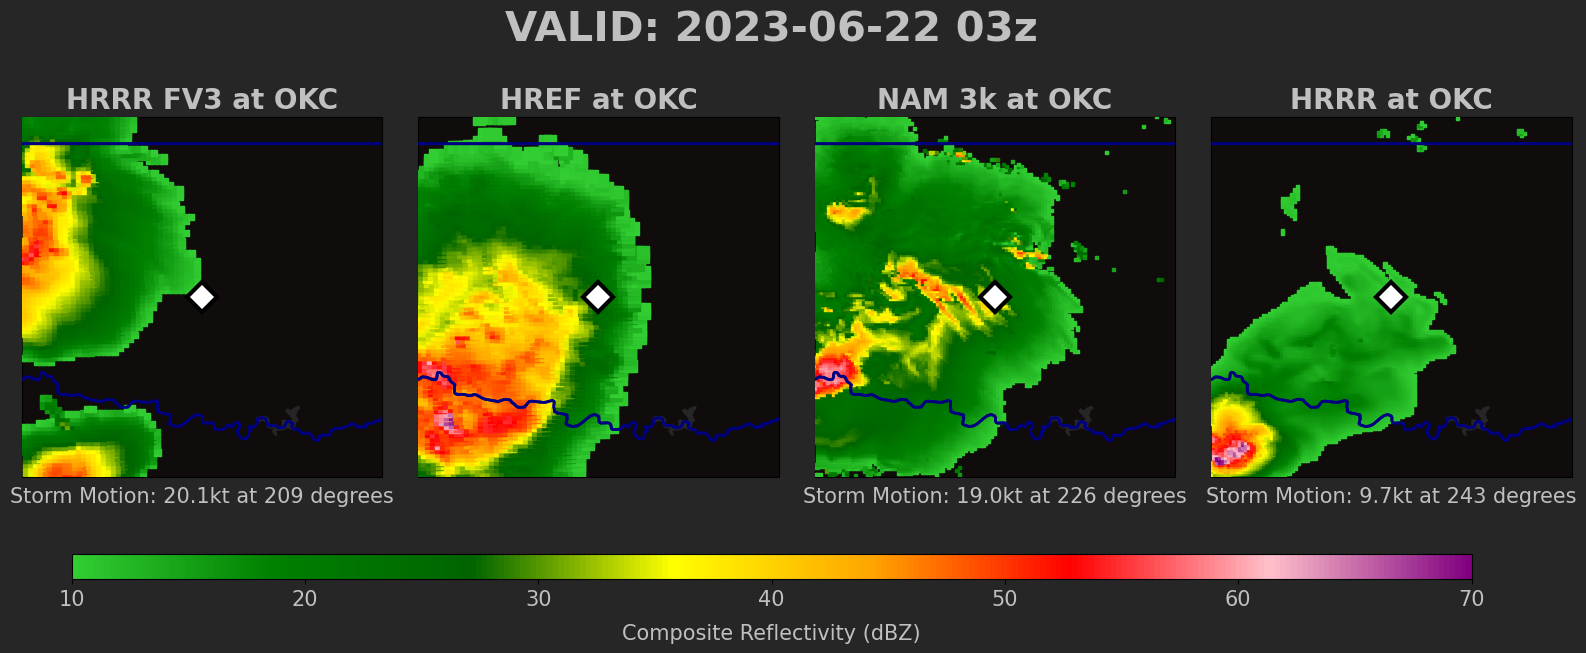 VALID: 2023-06-22 03z
HRRR FV3 at OKC
HREF at OKC
NAM 3k at OKC
HRRR at OKC
Storm Motion: 20.1kt at 209 degrees
Storm Motion: 19.0kt at 226 degrees
Storm Motion: 9.7kt at 243 degrees
10 20 30 40 50 60 70
Composite Reflectivity (dBZ)